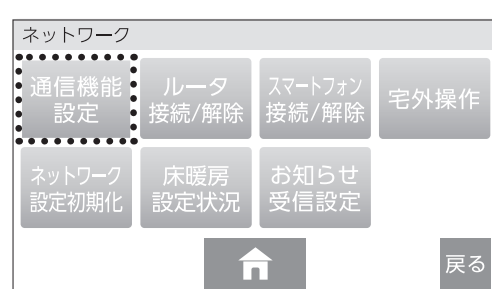 ネットワーク
通信機能
設定
ルータ
接続/解除
スマートフォン
接続/解除
宅外操作
ネットワーク
設定初期化
床暖房
設定状況
お知らせ
受信設定
戻る